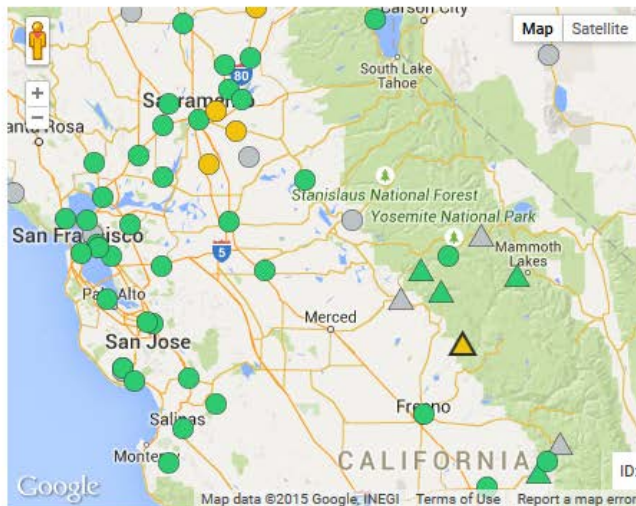 Carson City
Map Satellite
80
South Lake
Tahoe
Sacramento
Santa Rosa
+
−
Stanislaus National Forest
Yosemite National Park
San Francisco
5
Mammoth
Lakes
Palo Alto
Merced
San Jose
Fresno
Salinas
Monterey
CALIFORNIA
ID:
Google
Map data ©2015 Google, INEGI Terms of Use Report a map error